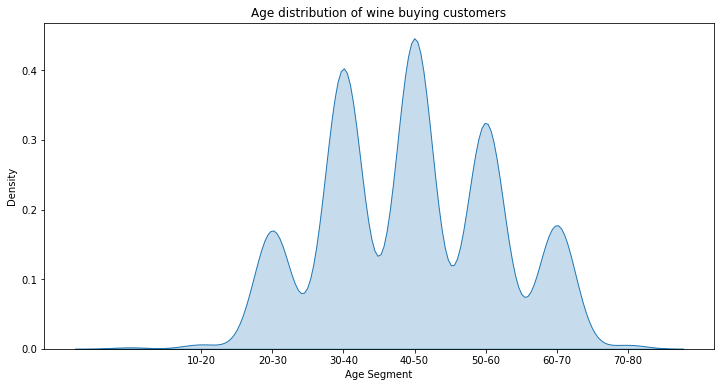 Age distribution of wine buying customers
0.4
0.3
0.2
0.1
0.0
Density
10-20 20-30 30-40 40-50 50-60 60-70 70-80
Age Segment